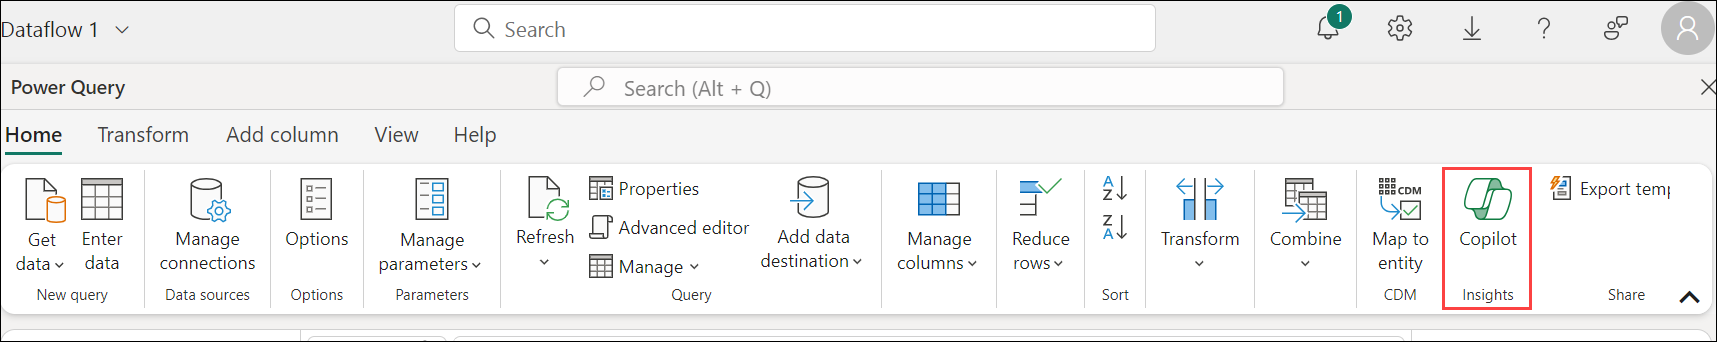 Dataflow 1
Search
1
Power Query
Search (Alt + Q)
Home
Transform
Add column
View
Help
Get data
Enter data
New query
Manage connections
Data sources
Options
Options
Manage parameters
Parameters
Refresh
Properties
Advanced editor
Manage
Add data destination
Query
Manage columns
Reduce rows
A
Z
Z
A
Sort
Transform
Combine
CDM
Map to entity
CDM
Copilot
Insights
Export temp
Share